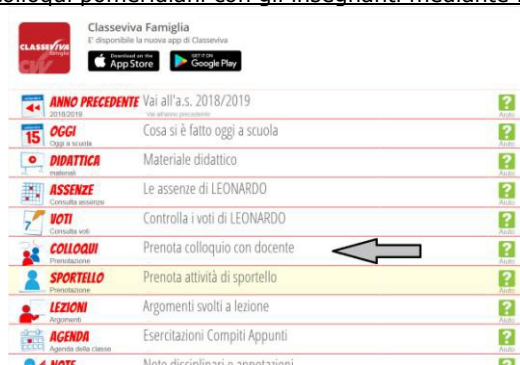 colloqui pomeridiani con gli insegnanti mediante
Classeviva Famiglia
E' disponibile la nuova app di Classeviva
CLASSEVIVA
famiglia
Download on the App Store
GET IT ON Google Play
ANNO PRECEDENTE Vai all'a.s. 2018/2019
2018/2019 Vai all'anno precedente Aiuto
15 OGGI Cosa si è fatto oggi a scuola
Oggi a scuola Aiuto
DIDATTICA Materiale didattico
materiali Aiuto
ASSENZE Le assenze di LEONARDO
Consulta assenze Aiuto
7 VOTI Controlla i voti di LEONARDO
Consulta voti Aiuto
COLLOQUI Prenota colloquio con docente
Prenotazione Aiuto
SPORTELLO Prenota attività di sportello
Prenotazione Aiuto
LEZIONI Argomenti svolti a lezione
Argomenti Aiuto
AGENDA Esercitazioni Compiti Appunti
Agenda della classe Aiuto
NOTE Note disciplinari e annotazioni